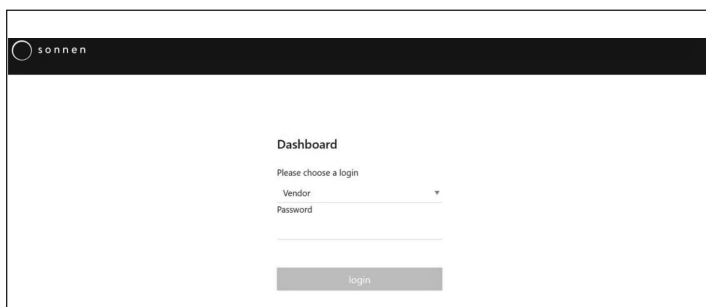 sonnen
Dashboard
Please choose a login
Vendor
Password
login